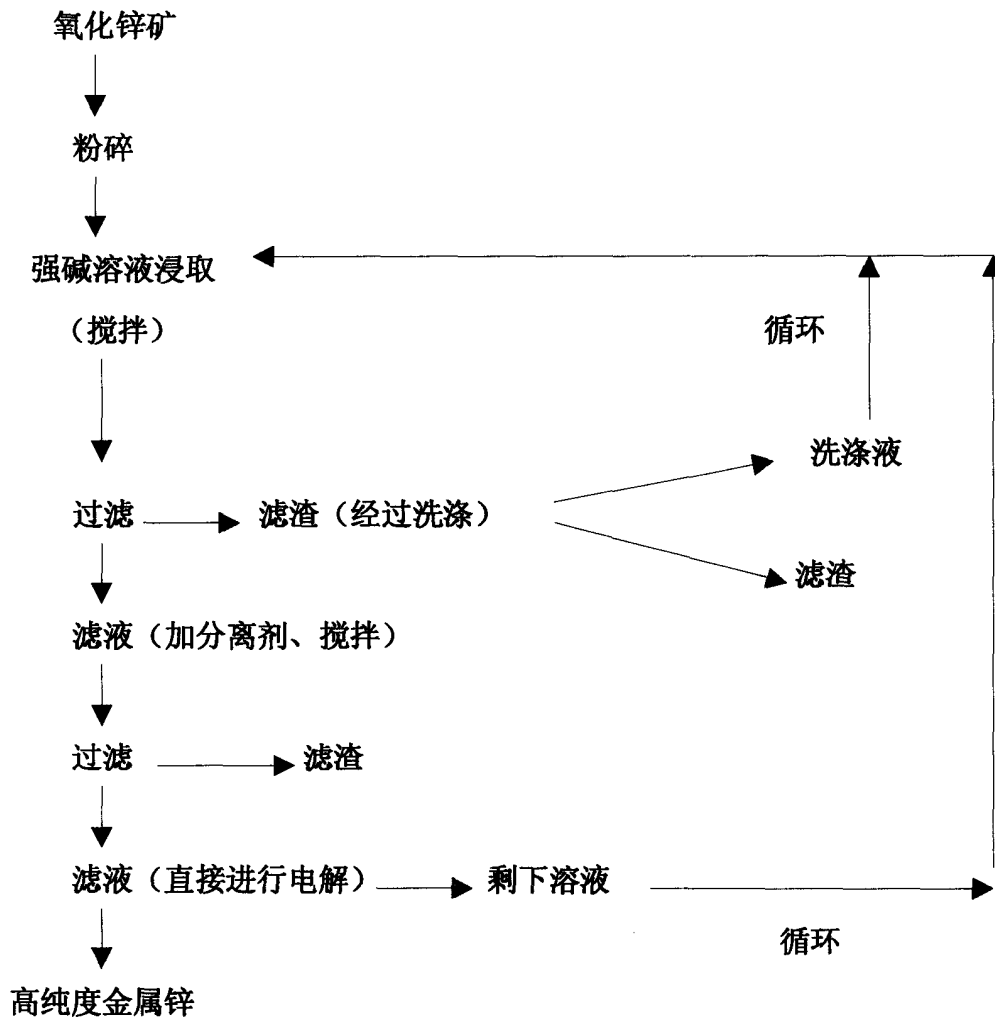 氧化锌矿
粉碎
强碱溶液浸取
（搅拌）
循环
洗涤液
过滤
滤渣（经过洗涤）
滤渣
滤液（加分离剂、搅拌）
过滤
滤渣
滤液（直接进行电解）
剩下溶液
循环
高纯度金属锌